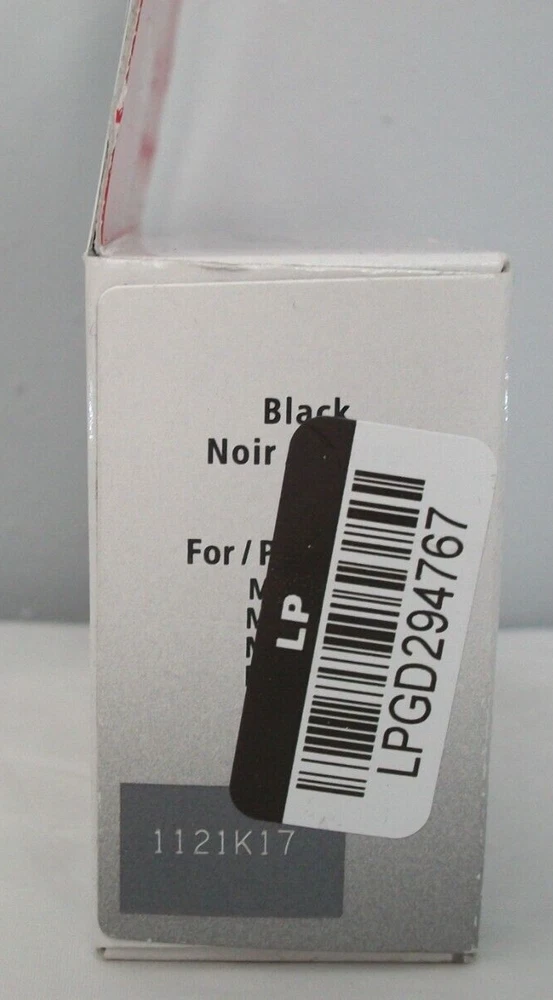 Black
Noir
For / P
LP
LPGD294767
1121K17